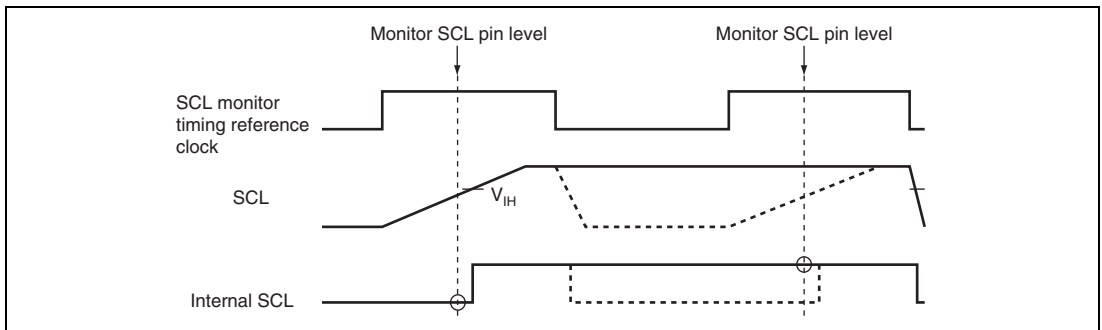 Monitor SCL pin level
Monitor SCL pin level
SCL monitor
timing reference
clock
SCL
VIH
Internal SCL